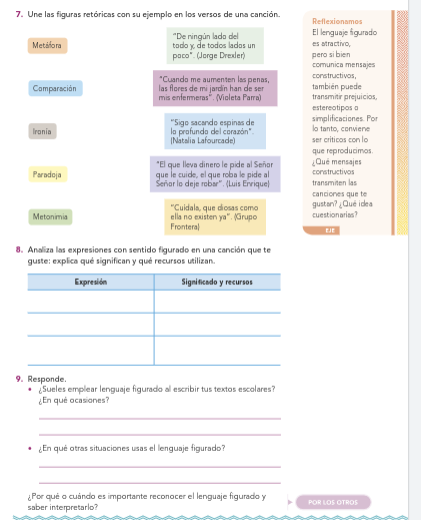 7. Une las figuras retóricas con su ejemplo en los versos de una canción.
Metáfora
Comparación
Ironía
Paradoja
Metonimia
"De ningún lado del
todo y, de todos lados un
poco". (Jorge Drexler)
"Cuando me aumenten las penas,
las flores de mi jardín han de ser
mis enfermeras". (Violeta Parra)
"Sigo sacando espinas de
lo profundo del corazón".
(Natalia Lafourcade)
"El que lleva dinero le pide al Señor
que le cuide, el que roba le pide al
Señor lo deje robar". (Luis Enrique)
"Cuídala, que diosas como
ella no existen ya". (Grupo
Frontera)
Reflexionamos
El lenguaje figurado
es atractivo,
pero si bien
comunica mensajes
constructivos,
también puede
transmitir prejuicios,
estereotipos o
simplificaciones. Por
lo tanto, conviene
ser críticos con lo
que reproducimos.
¿Qué mensajes
constructivos
transmiten las
canciones que te
gustan? ¿Qué idea
cuestionarías?
EJE
8. Analiza las expresiones con sentido figurado en una canción que te
guste: explica qué significan y qué recursos utilizan.
Expresión
Significado y recursos
9. Responde.
• ¿Sueles emplear lenguaje figurado al escribir tus textos escolares?
¿En qué ocasiones?
• ¿En qué otras situaciones usas el lenguaje figurado?
¿Por qué o cuándo es importante reconocer el lenguaje figurado y
saber interpretarlo?
POR LOS OTROS